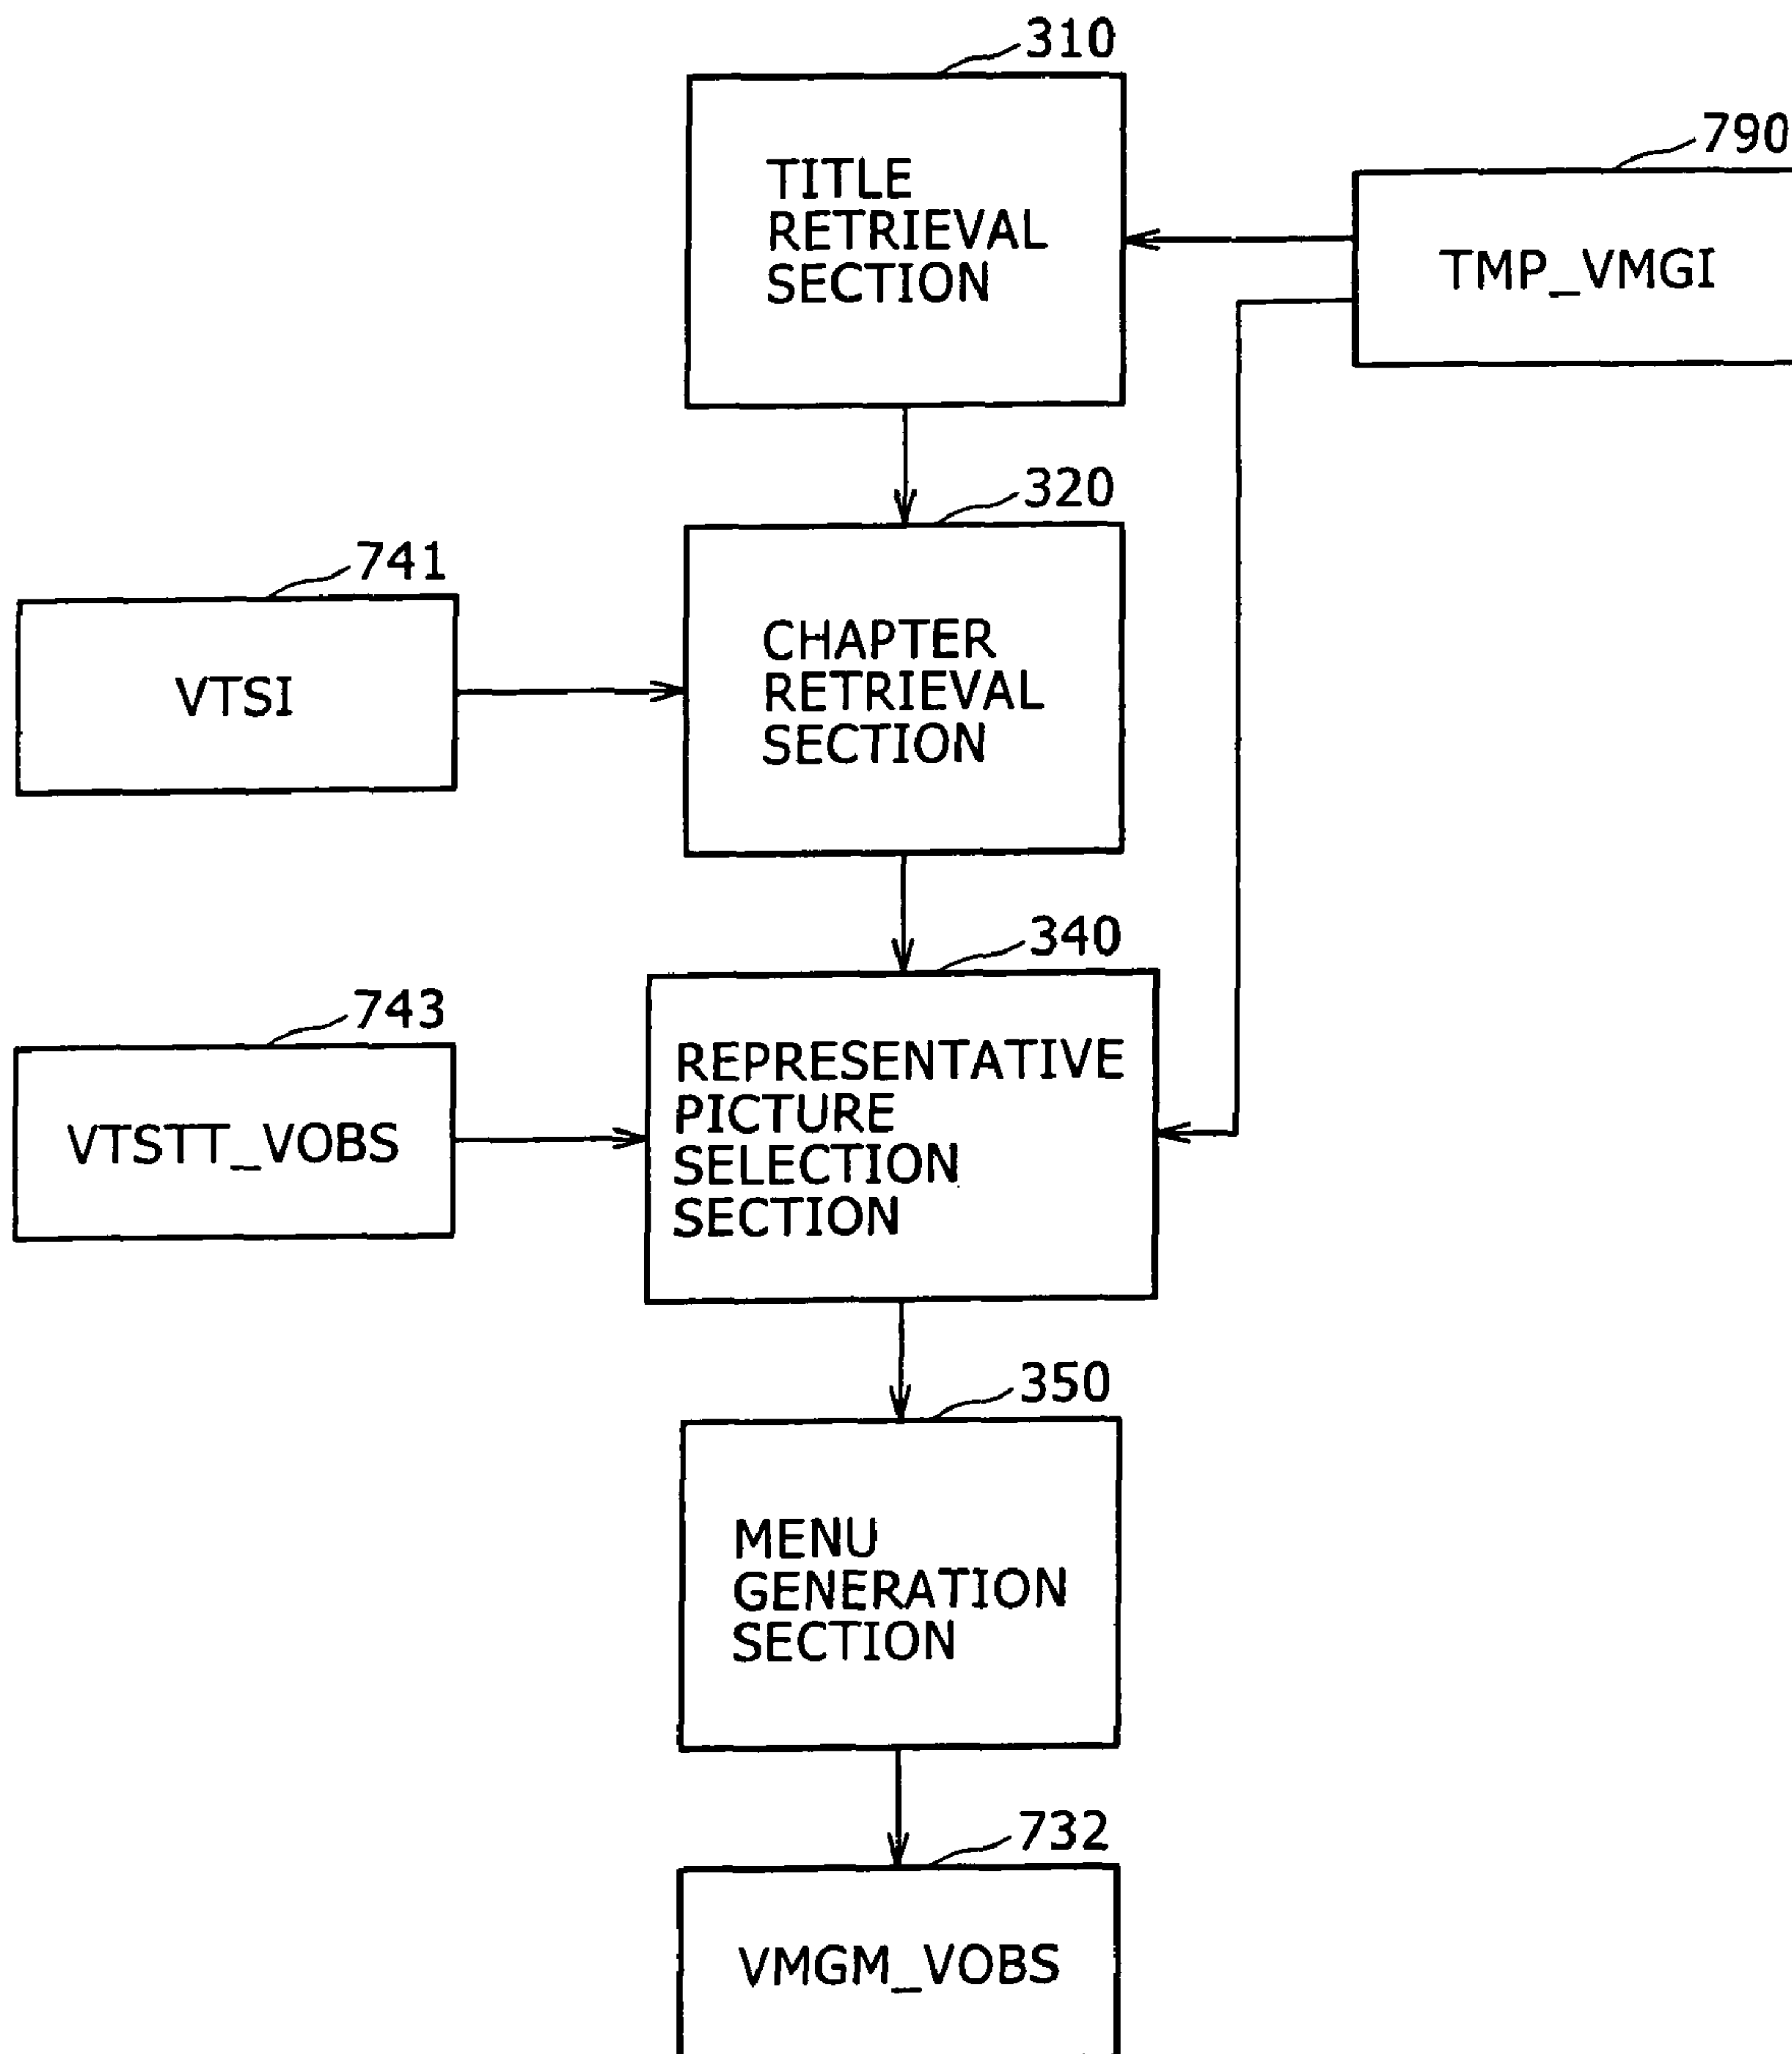 310
TITLE
RETRIEVAL
SECTION
790
TMP_VMGI
320
CHAPTER
RETRIEVAL
SECTION
741
VTSI
340
REPRESENTATIVE
PICTURE
SELECTION
SECTION
743
VTSTT_VOBS
350
MENU
GENERATION
SECTION
732
VMGM_VOBS